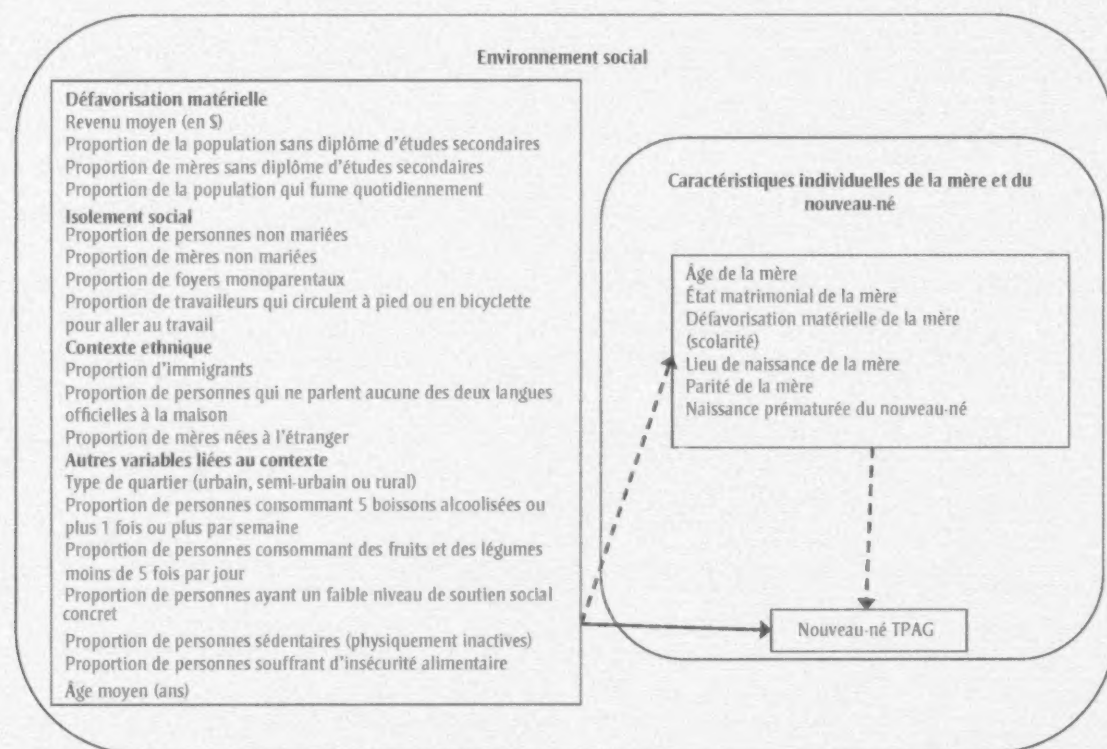 Environnement social
Défavorisation matérielle
Revenu moyen (en $)
Proportion de la population sans diplôme d'études secondaires
Proportion de mères sans diplôme d'études secondaires
Proportion de la population qui fume quotidiennement
Isolement social
Proportion de personnes non mariées
Proportion de mères non mariées
Proportion de foyers monoparentaux
Proportion de travailleurs qui circulent à pied ou en bicyclette
pour aller au travail
Contexte ethnique
Proportion d'immigrants
Proportion de personnes qui ne parlent aucune des deux langues
officielles à la maison
Proportion de mères nées à l'étranger
Autres variables liées au contexte
Type de quartier (urbain, semi-urbain ou rural)
Proportion de personnes consommant 5 boissons alcoolisées ou
plus 1 fois ou plus par semaine
Proportion de personnes consommant des fruits et des légumes
moins de 5 fois par jour
Proportion de personnes ayant un faible niveau de soutien social
concret
Proportion de personnes sédentaires (physiquement inactives)
Proportion de personnes souffrant d'insécurité alimentaire
Âge moyen (ans)
Caractéristiques individuelles de la mère et du
nouveau-né
Âge de la mère
État matrimonial de la mère
Défavorisation matérielle de la mère
(scolarité)
Lieu de naissance de la mère
Parité de la mère
Naissance prématurée du nouveau-né
Nouveau-né TPAG